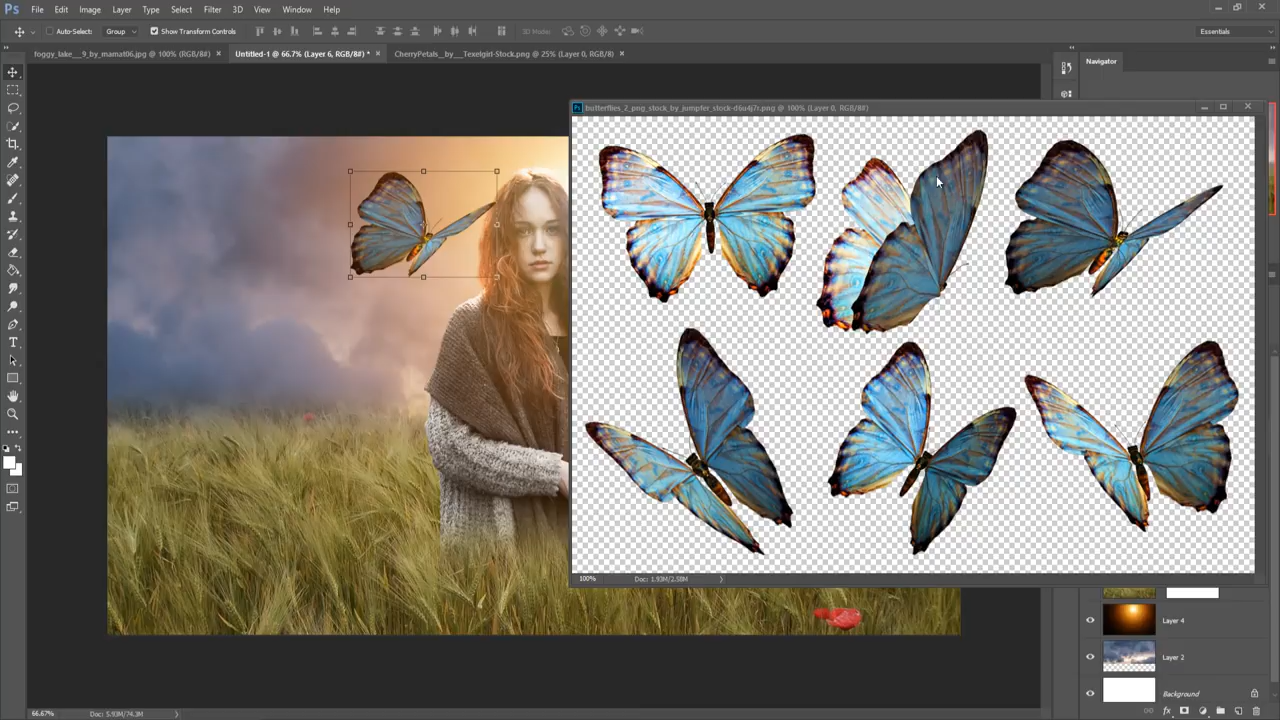 Ps File Edit Image Layer Type Select Filter 3D View Window Help
Auto-Select: Group Show Transform Controls 3D Mode: Essentials
foggy_lake__9_by_mamat06.jpg @ 100% (RGB/8#) × Untitled-1 @ 66.7% (Layer 6, RGB/8#) * × CherryPetals__by__Texelgirl-Stock.png @ 25% (Layer 0, RGB/8) ×
Navigator
butterflies_2_png_stock_by_jumpfer_stock-d6u4j7r.png @ 100% (Layer 0, RGB/8#)
100% Doc: 1.93M/2.58M
Layer 4
Layer 2
Background
66.67% Doc: 5.93M/74.3M